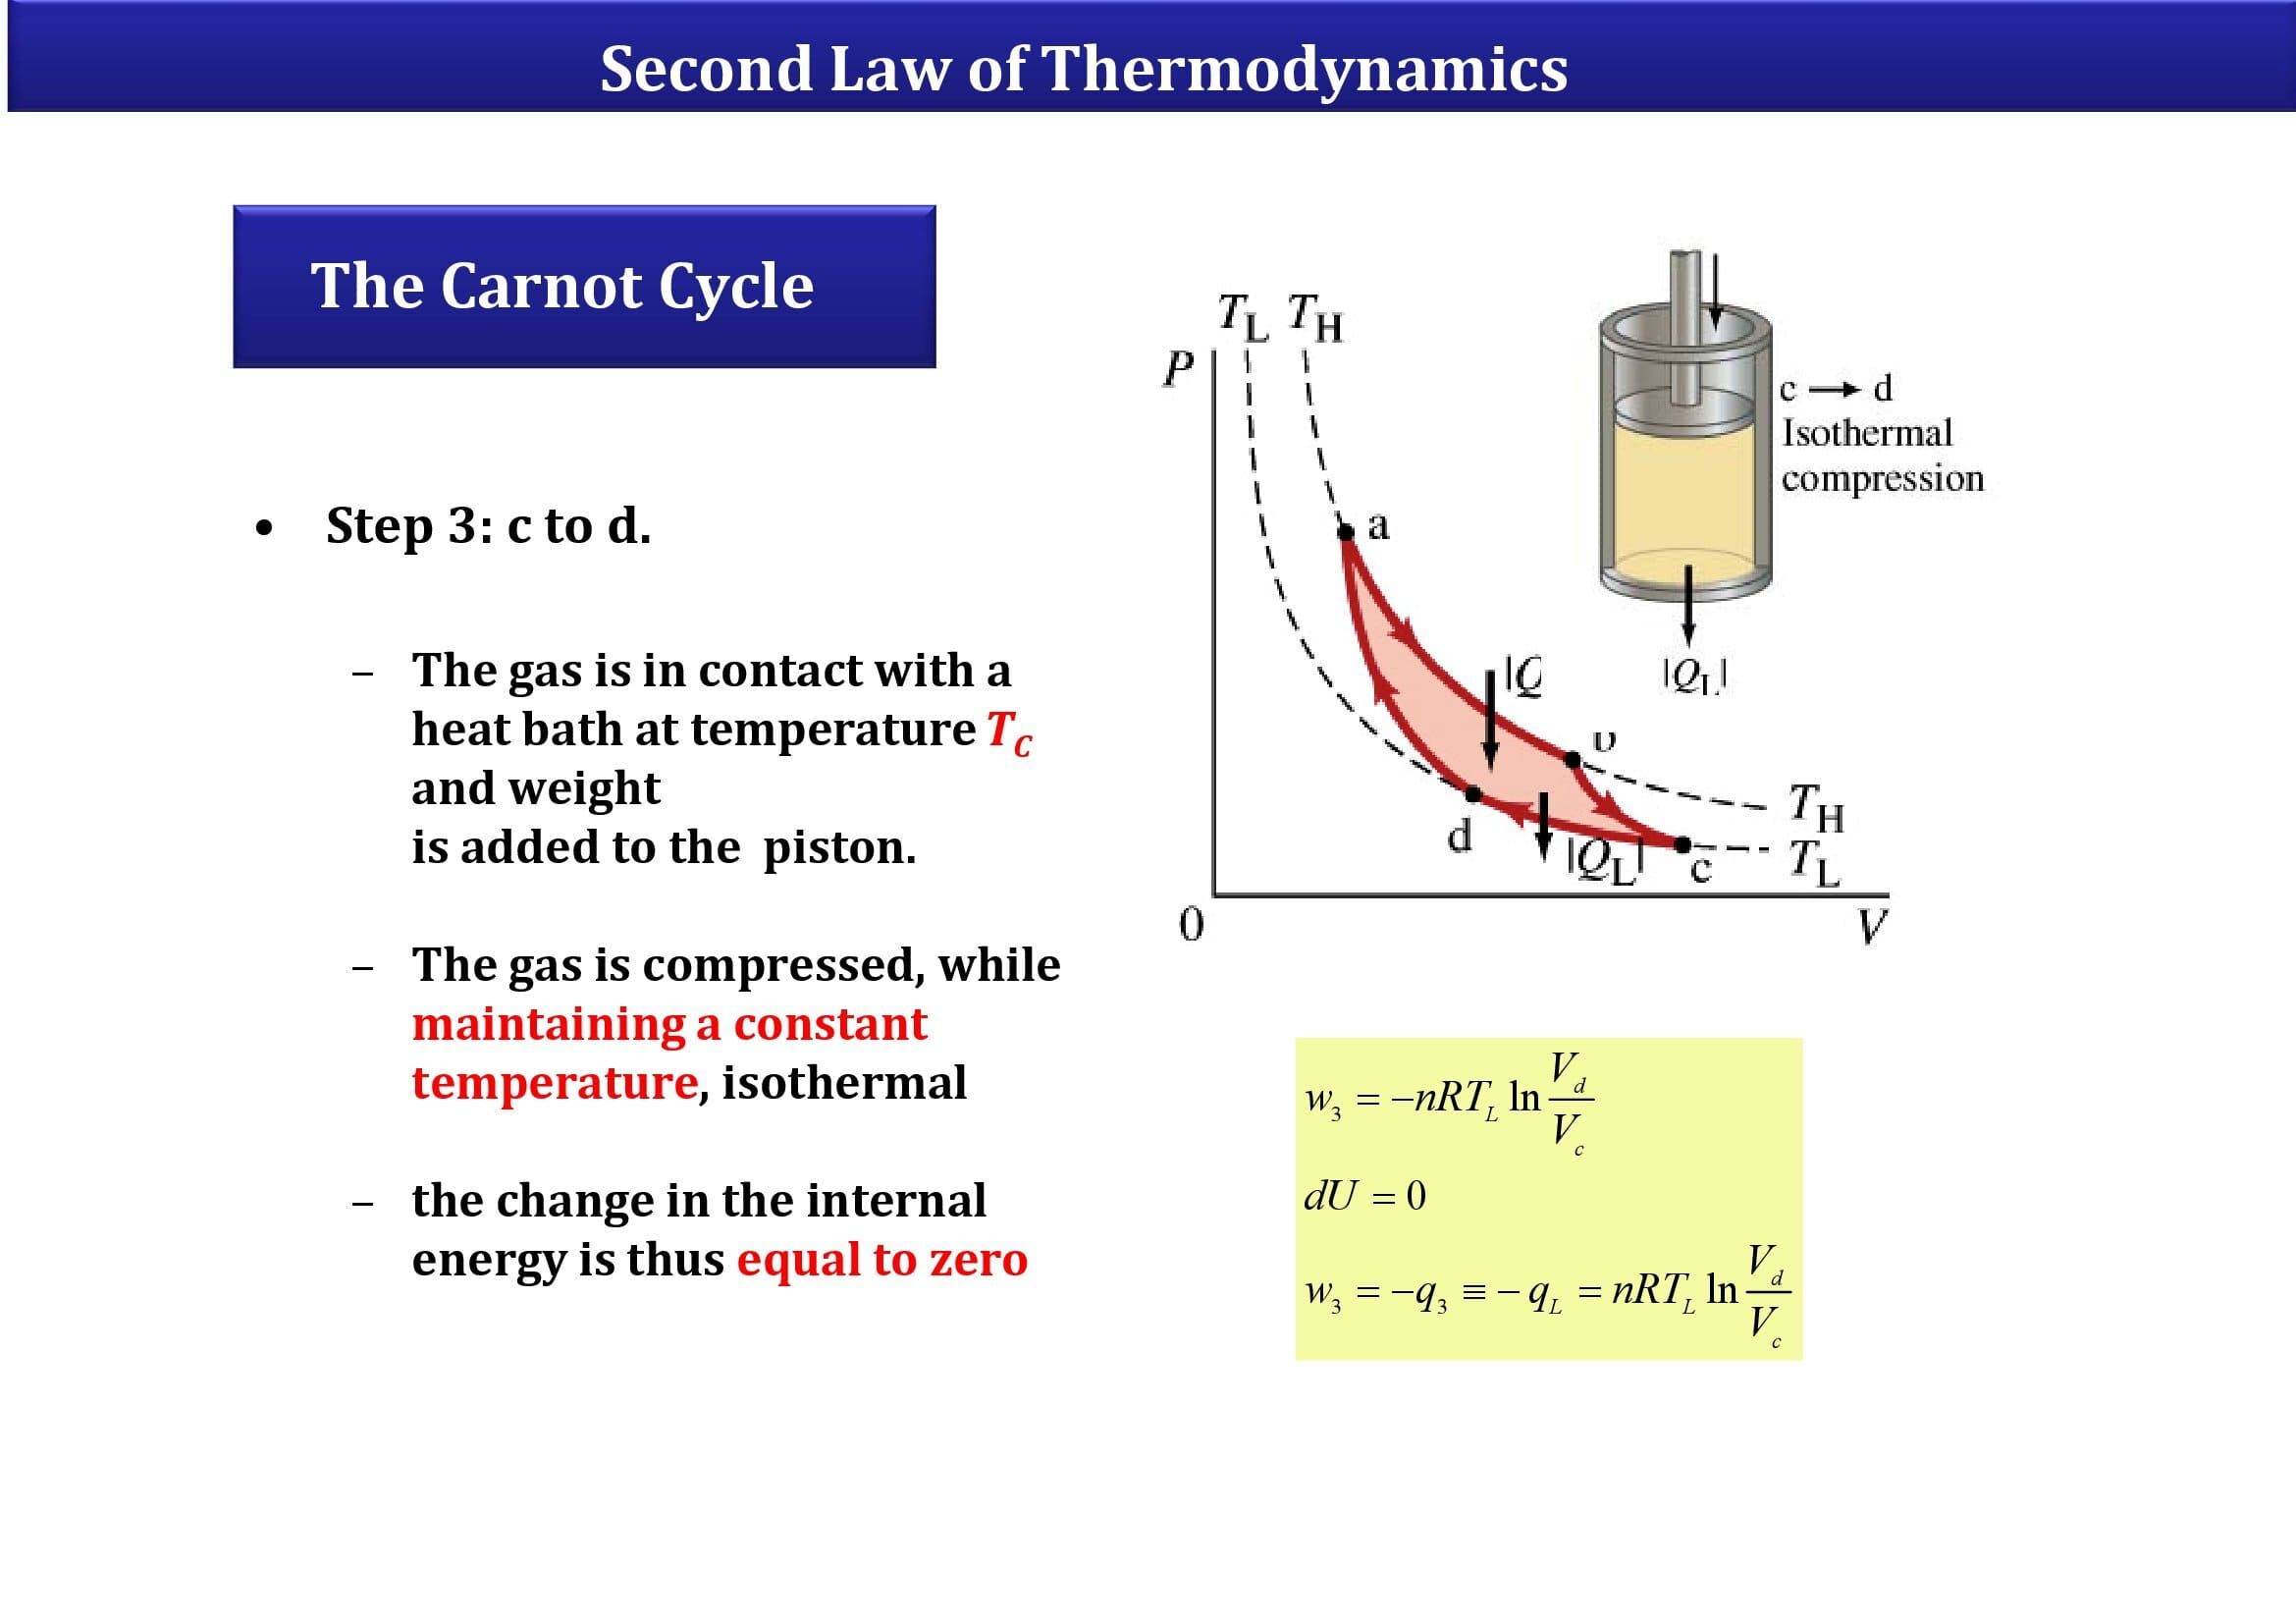 Second Law of Thermodynamics
The Carnot Cycle
• Step 3: c to d.
– The gas is in contact with a
heat bath at temperature T_C
and weight
is added to the piston.
– The gas is compressed, while
maintaining a constant
temperature, isothermal
– the change in the internal
energy is thus equal to zero
T_L T_H
P
a
|Q
b
d
|Q_L|
c
T_H
T_L
0
V
c → d
Isothermal
compression
|Q_L|
w_3 = −nRT_L ln V_d / V_c
dU = 0
w_3 = −q_3 ≡ − q_L = nRT_L ln V_d / V_c